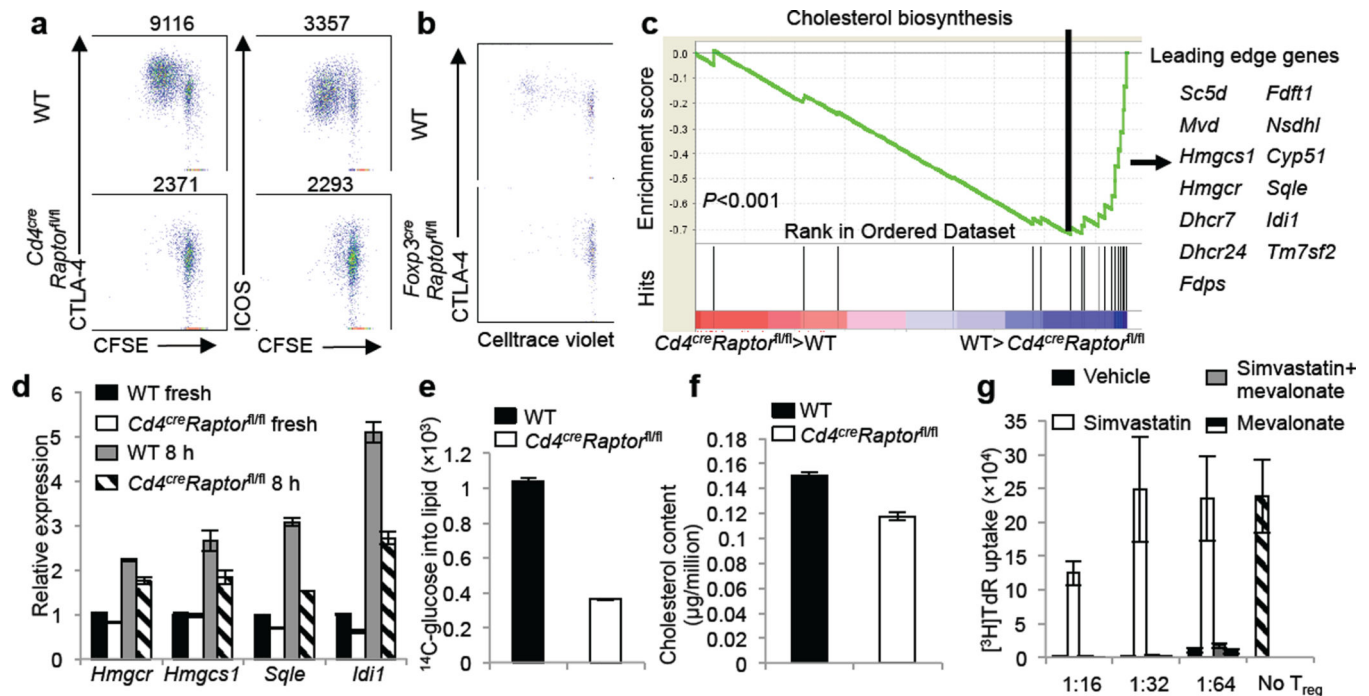 a
9116
3357
WT
2371
2293
Cd4creRaptorfl/fl
CTLA-4
ICOS
CFSE
CFSE
b
WT
Foxp3creRaptorfl/fl
CTLA-4
Celltrace violet
c
Cholesterol biosynthesis
0.0
-0.1
-0.2
-0.3
-0.4
-0.5
-0.6
-0.7
Enrichment score
P<0.001
Rank in Ordered Dataset
Hits
Cd4creRaptorfl/fl>WT
WT> Cd4creRaptorfl/fl
Leading edge genes
Sc5d Fdft1
Mvd Nsdhl
Hmgcs1 Cyp51
Hmgcr Sqle
Dhcr7 Idi1
Dhcr24 Tm7sf2
Fdps
d
WT fresh
Cd4creRaptorfl/fl fresh
WT 8 h
Cd4creRaptorfl/fl 8 h
Relative expression
6
5
4
3
2
1
0
Hmgcr Hmgcs1 Sqle Idi1
e
WT
Cd4creRaptorfl/fl
14C-glucose into lipid (×103)
1.2
1
0.8
0.6
0.4
0.2
0
f
WT
Cd4creRaptorfl/fl
Cholesterol content
(µg/million)
0.18
0.16
0.14
0.12
0.10
0.08
0.06
0.04
0.02
0
g
Vehicle
Simvastatin+
mevalonate
Simvastatin
Mevalonate
[3H]TdR uptake (×104)
35
30
25
20
15
10
5
0
1:16 1:32 1:64 No Treg